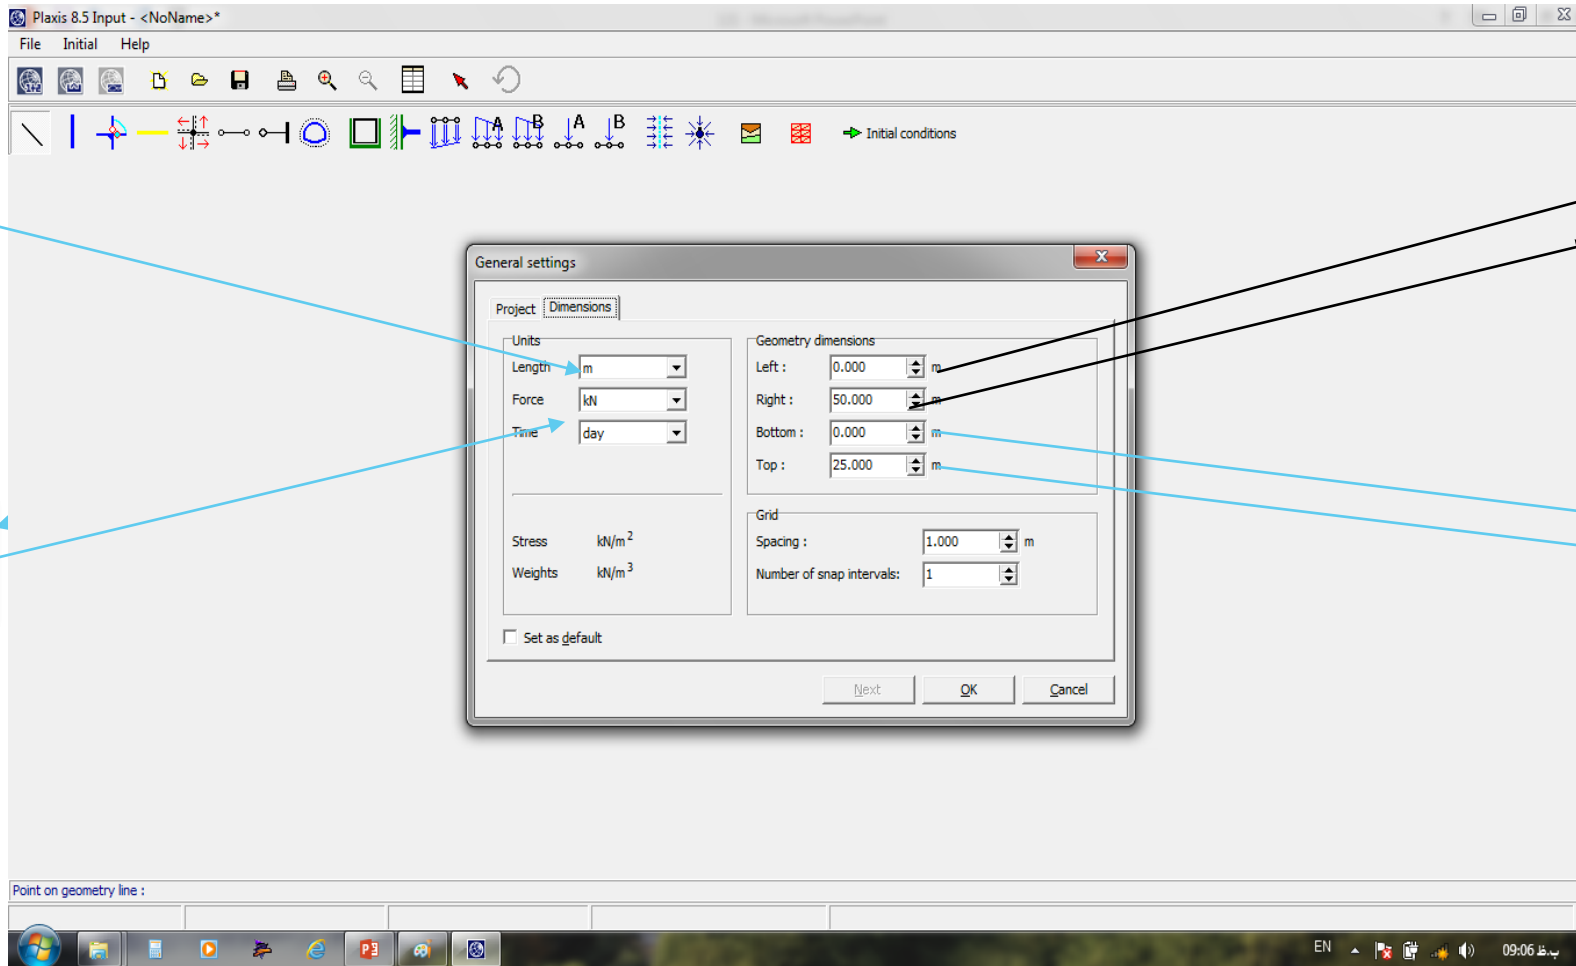 Plaxis 8.5 Input - <NoName>*
File Initial Help
A B A B Initial conditions
General settings
Project Dimensions
Units
Length m
Force kN
Time day
Stress kN/m²
Weights kN/m³
Geometry dimensions
Left : 0.000 m
Right : 50.000 m
Bottom : 0.000 m
Top : 25.000 m
Grid
Spacing : 1.000 m
Number of snap intervals: 1
Set as default
Next OK Cancel
Point on geometry line :
EN 09:06 ب.ظ